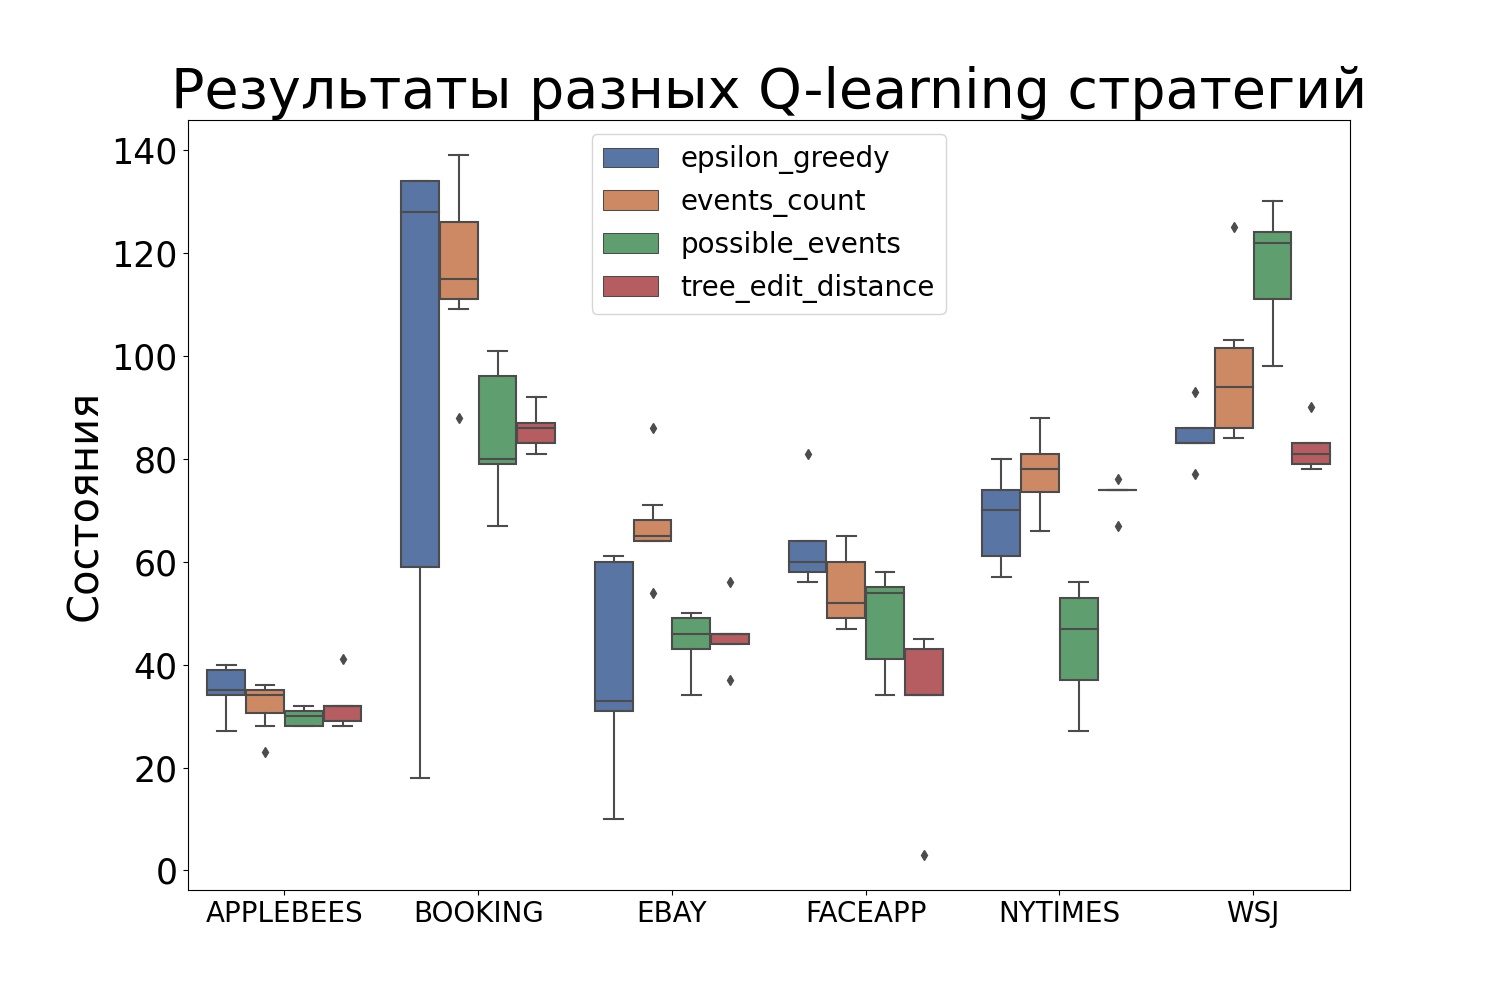 Результаты разных Q-learning стратегий
epsilon_greedy
events_count
possible_events
tree_edit_distance
Состояния
140
120
100
80
60
40
20
0
APPLEBEES BOOKING EBAY FACEAPP NYTIMES WSJ